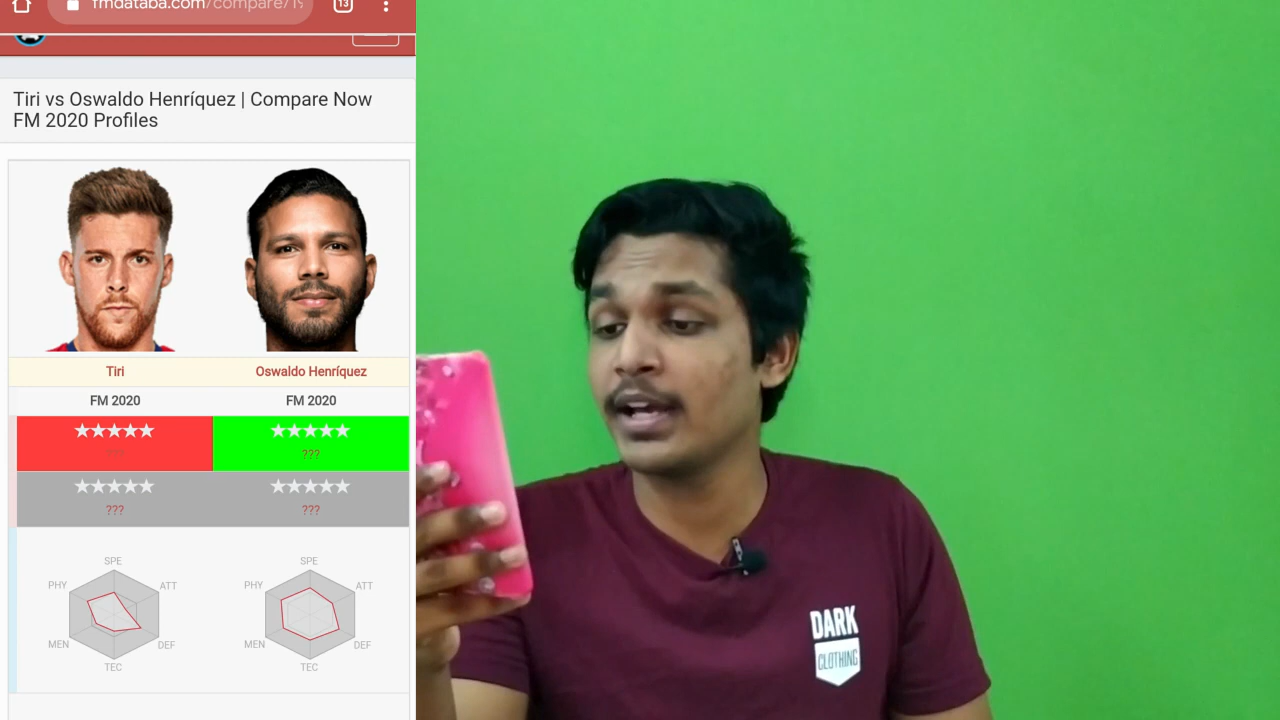 fmdataba.com/compare/19
13
Tiri vs Oswaldo Henríquez | Compare Now
FM 2020 Profiles
Tiri Oswaldo Henríquez
FM 2020 FM 2020
??? ???
??? ???
SPE SPE
PHY ATT PHY ATT
MEN DEF MEN DEF
TEC TEC
DARK
CLOTHING